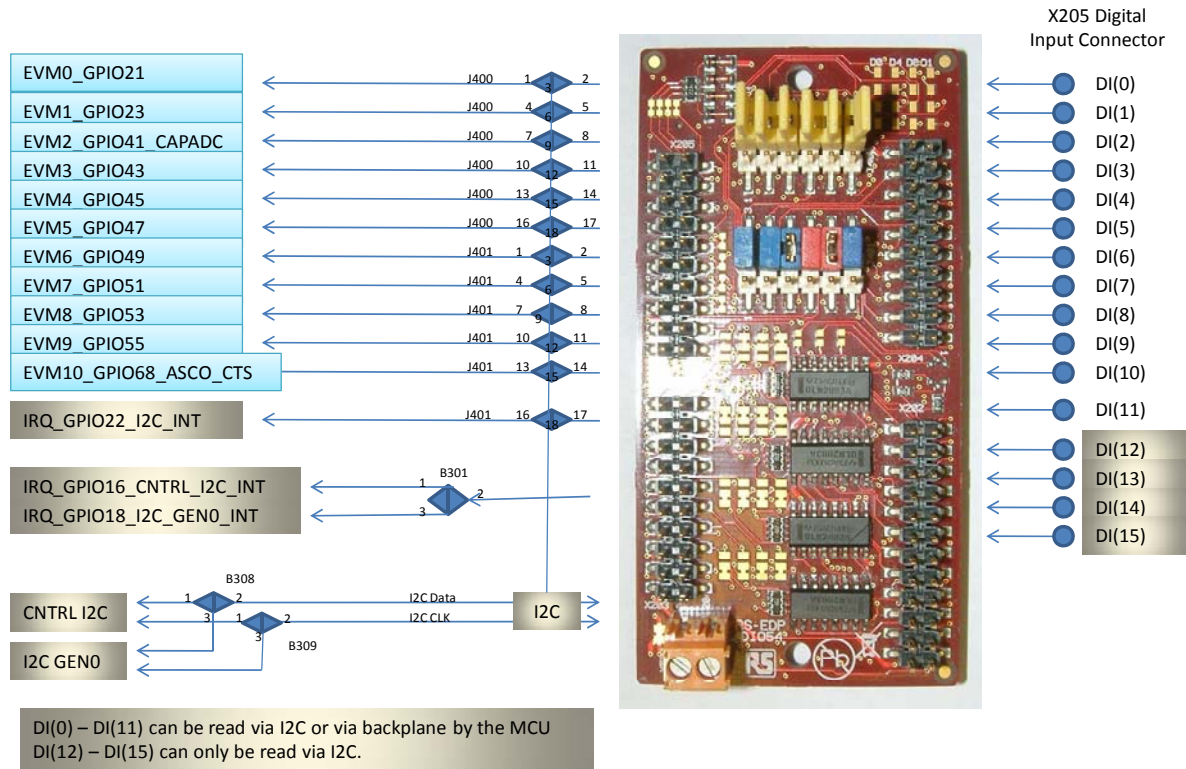 X205 Digital
Input Connector
EVM0_GPIO21
J400 1 3 2
DI(0)
EVM1_GPIO23
J400 4 6 5
DI(1)
EVM2_GPIO41_CAPADC
J400 7 9 8
DI(2)
EVM3_GPIO43
J400 10 12 11
DI(3)
EVM4_GPIO45
J400 13 15 14
DI(4)
EVM5_GPIO47
J400 16 18 17
DI(5)
EVM6_GPIO49
J401 1 3 2
DI(6)
EVM7_GPIO51
J401 4 6 5
DI(7)
EVM8_GPIO53
J401 7 9 8
DI(8)
EVM9_GPIO55
J401 10 12 11
DI(9)
EVM10_GPIO68_ASCO_CTS
J401 13 15 14
DI(10)
IRQ_GPIO22_I2C_INT
J401 16 18 17
DI(11)
DI(12)
DI(13)
DI(14)
DI(15)
B301
IRQ_GPIO16_CNTRL_I2C_INT
1 2
IRQ_GPIO18_I2C_GEN0_INT
3
B308
CNTRL I2C
1 2 3
I2C Data
1 2 3
I2C CLK
B309
I2C
I2C GEN0
X205
X204
X202
X203
RS
Pb
DI(0) – DI(11) can be read via I2C or via backplane by the MCU
DI(12) – DI(15) can only be read via I2C.